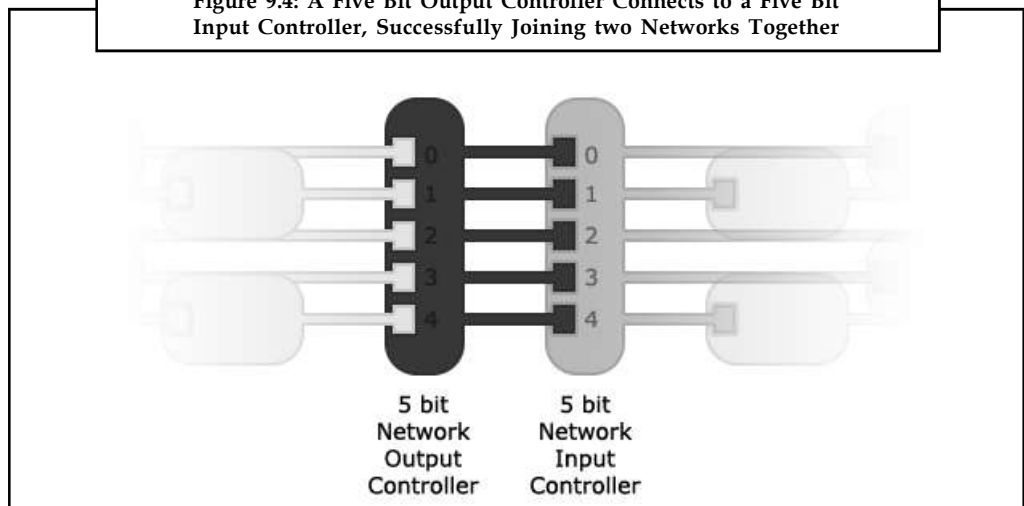 Figure 9.4: A Five Bit Output Controller Connects to a Five Bit
Input Controller, Successfully Joining two Networks Together
0 0
1 1
2 2
3 3
4 4
5 bit
Network
Output
Controller
5 bit
Network
Input
Controller